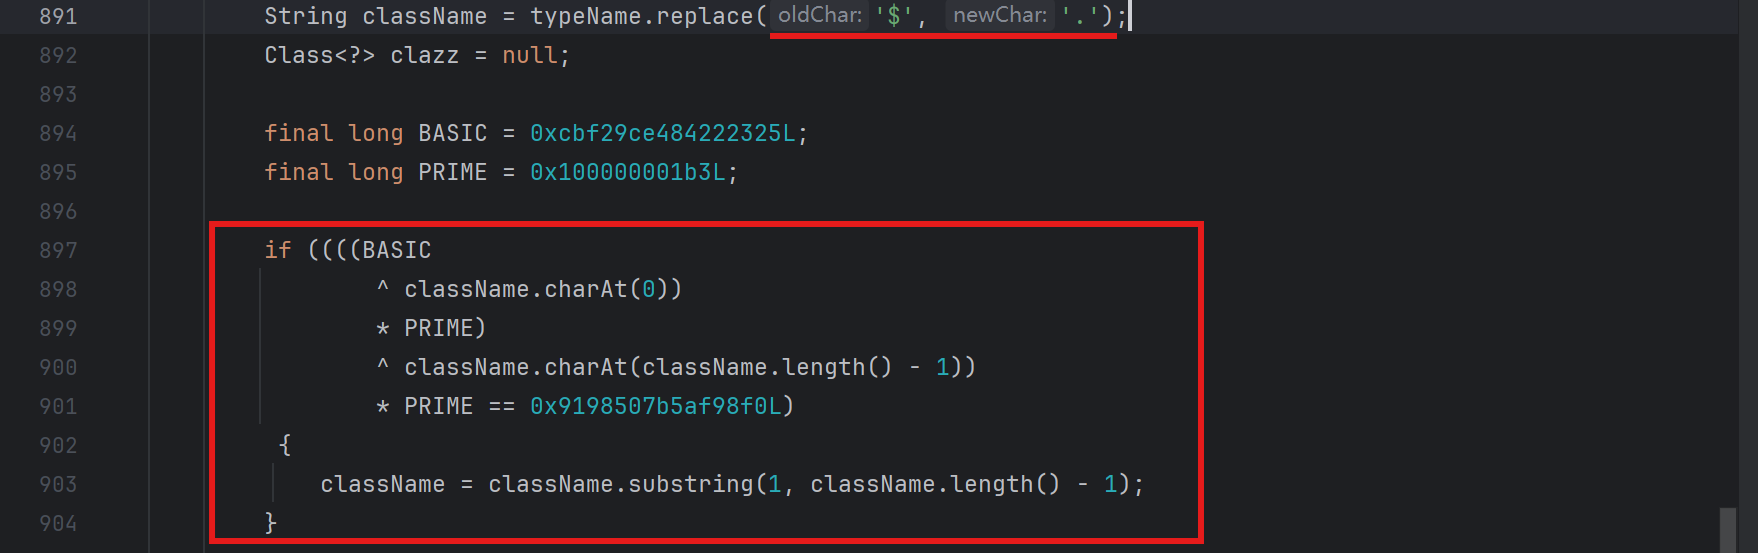 891 String className = typeName.replace( oldChar: '$', newChar: '.');
892 Class<?> clazz = null;
893
894 final long BASIC = 0xcbf29ce484222325L;
895 final long PRIME = 0x100000001b3L;
896
897 if ((((BASIC
898 ^ className.charAt(0))
899 * PRIME)
900 ^ className.charAt(className.length() - 1))
901 * PRIME == 0x9198507b5af98f0L)
902 {
903 className = className.substring(1, className.length() - 1);
904 }